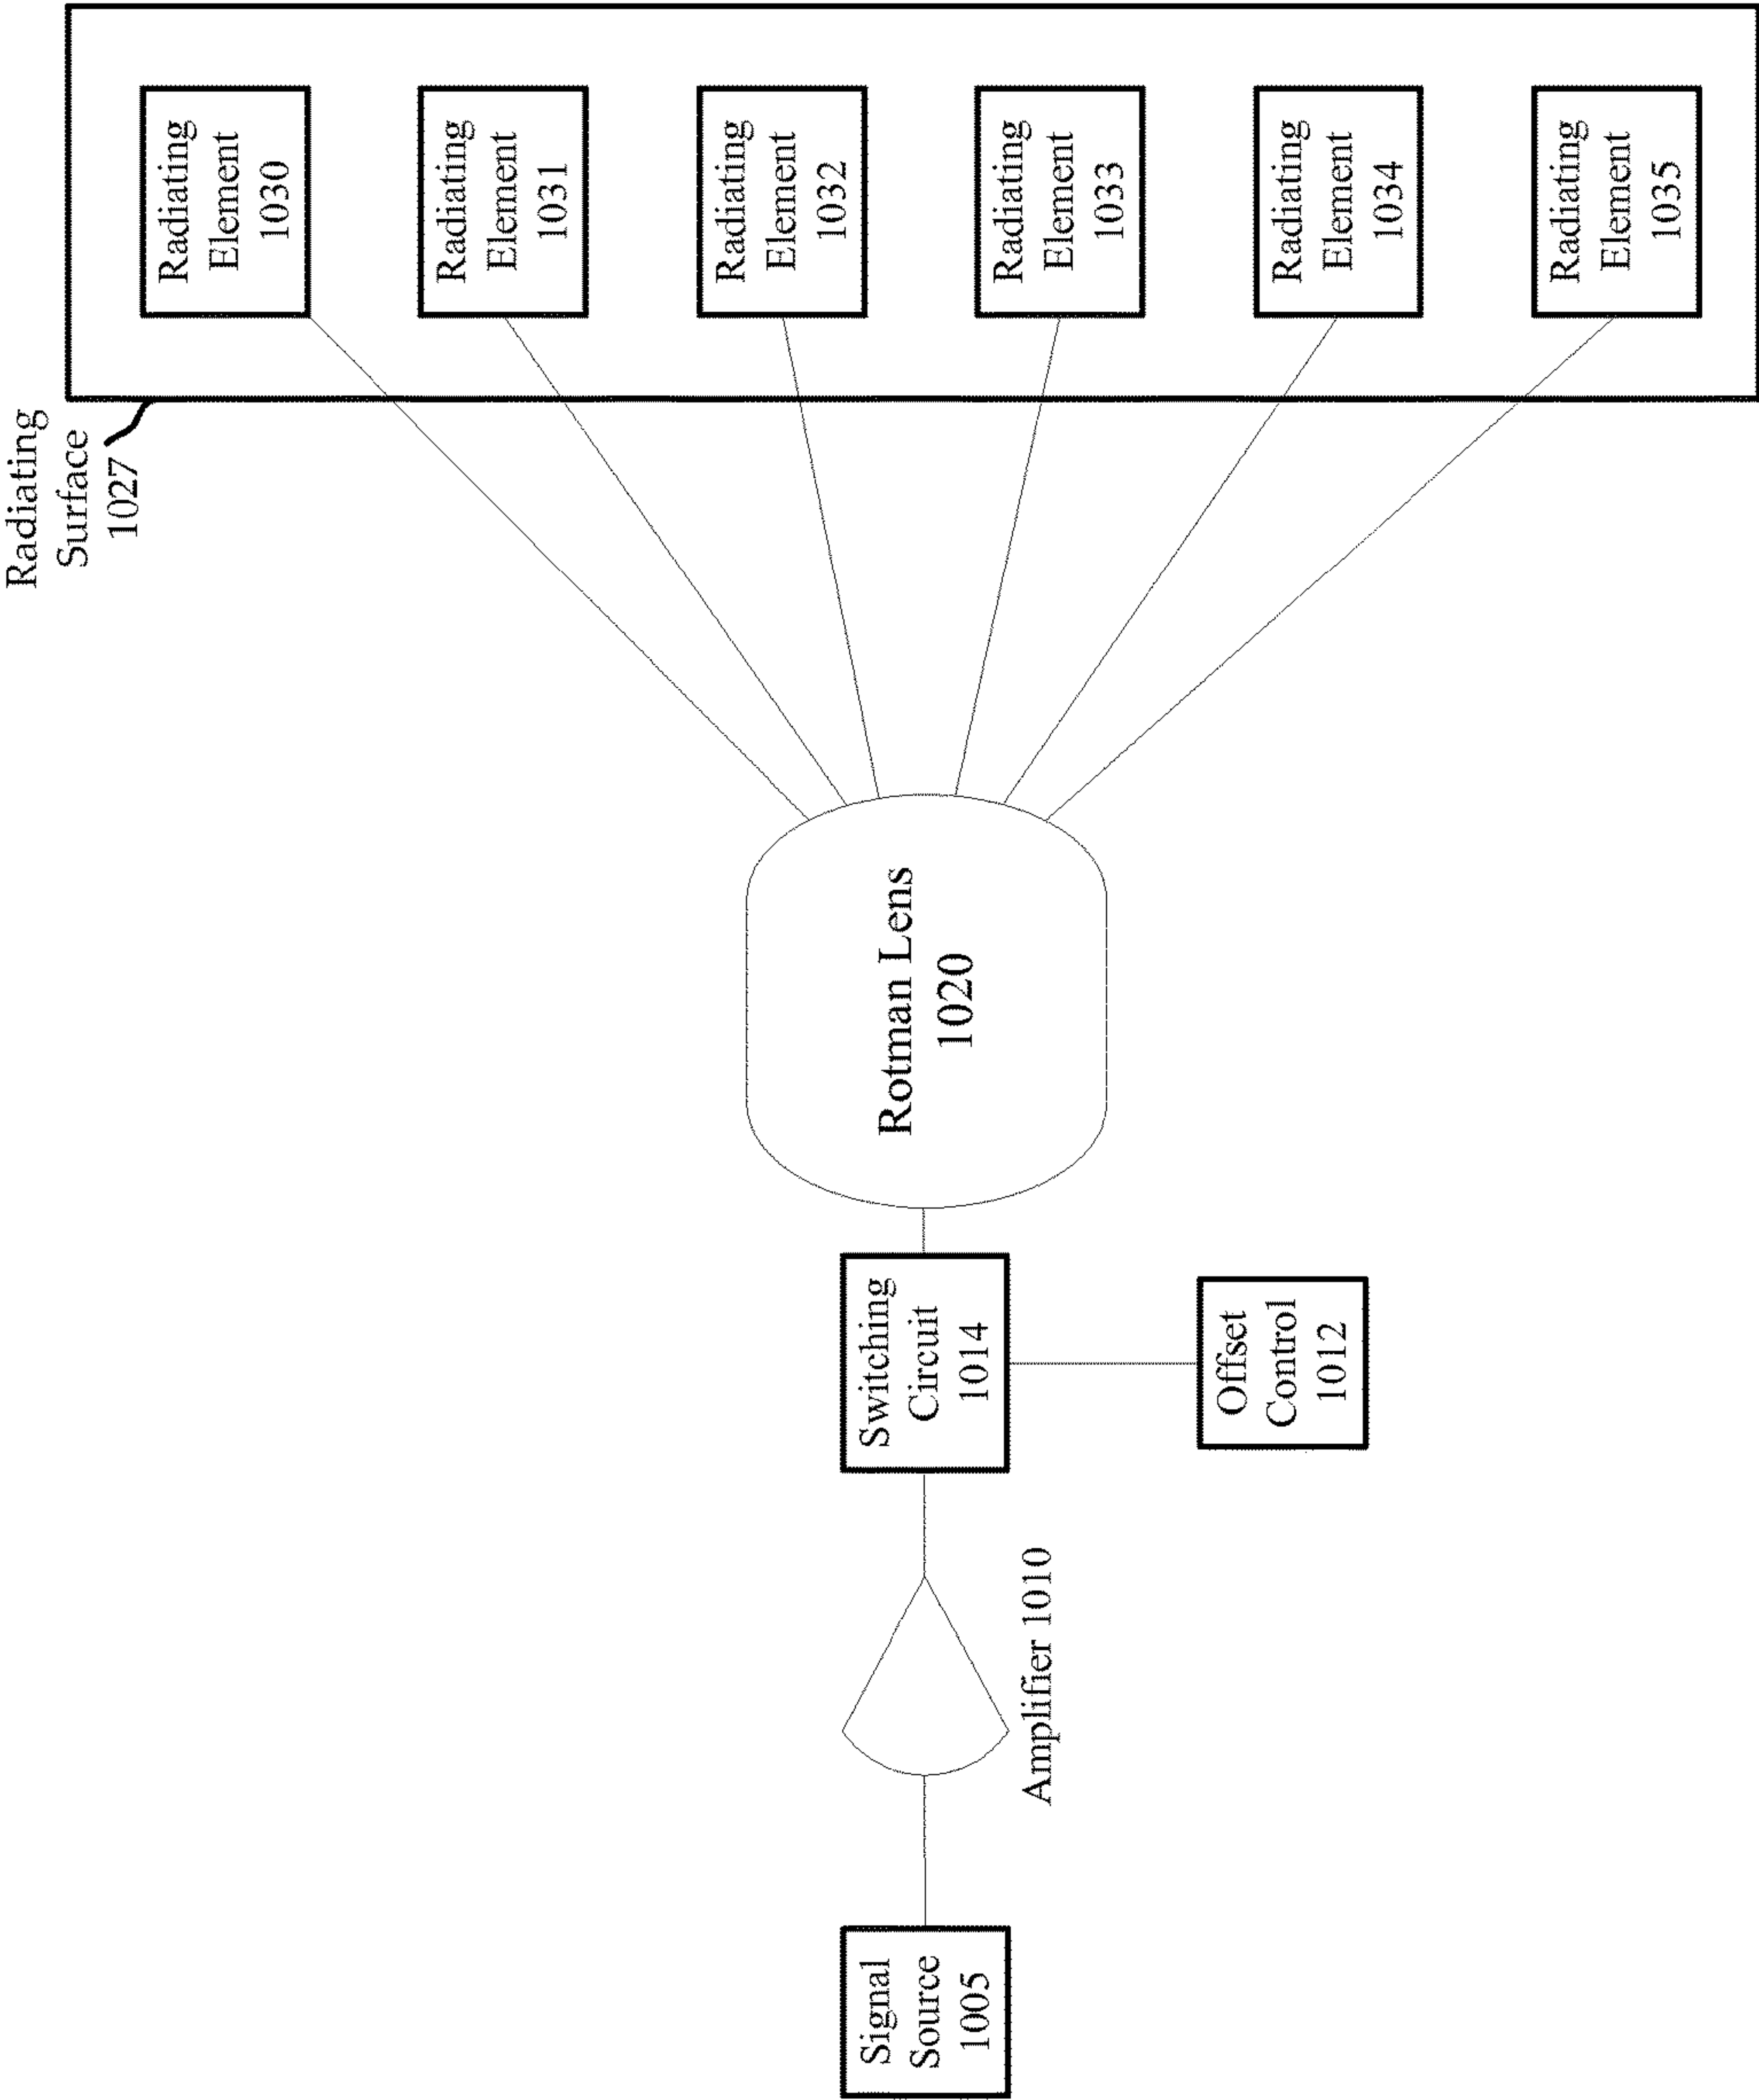 Signal
Source
1005
Amplifier 1010
Switching
Circuit
1014
Offset
Control
1012
Rotman Lens
1020
Radiating
Surface
1027
Radiating
Element
1030
Radiating
Element
1031
Radiating
Element
1032
Radiating
Element
1033
Radiating
Element
1034
Radiating
Element
1035